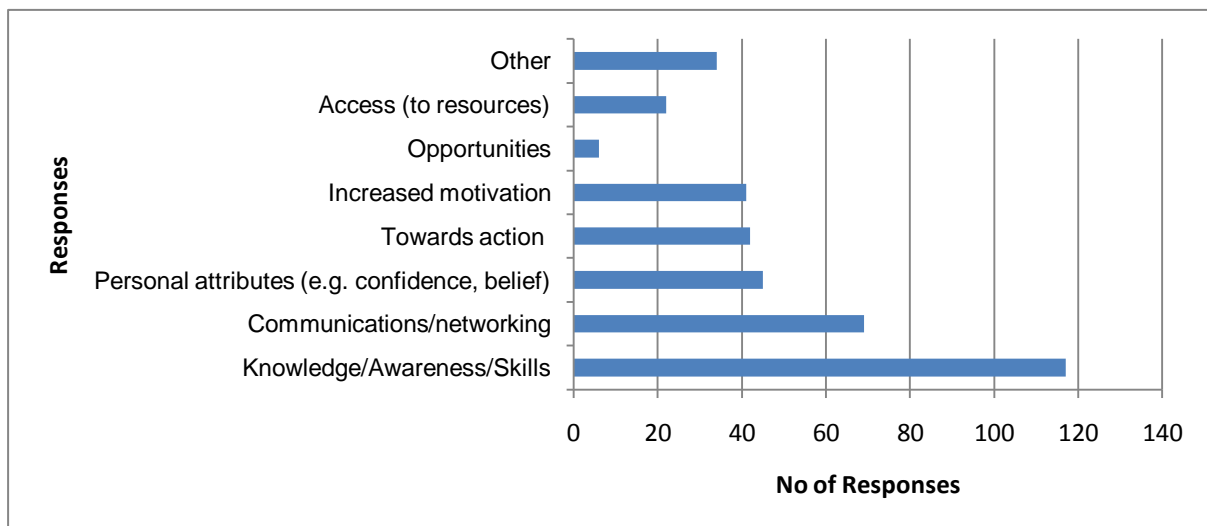 Responses
Other
Access (to resources)
Opportunities
Increased motivation
Towards action
Personal attributes (e.g. confidence, belief)
Communications/networking
Knowledge/Awareness/Skills
0 20 40 60 80 100 120 140
No of Responses